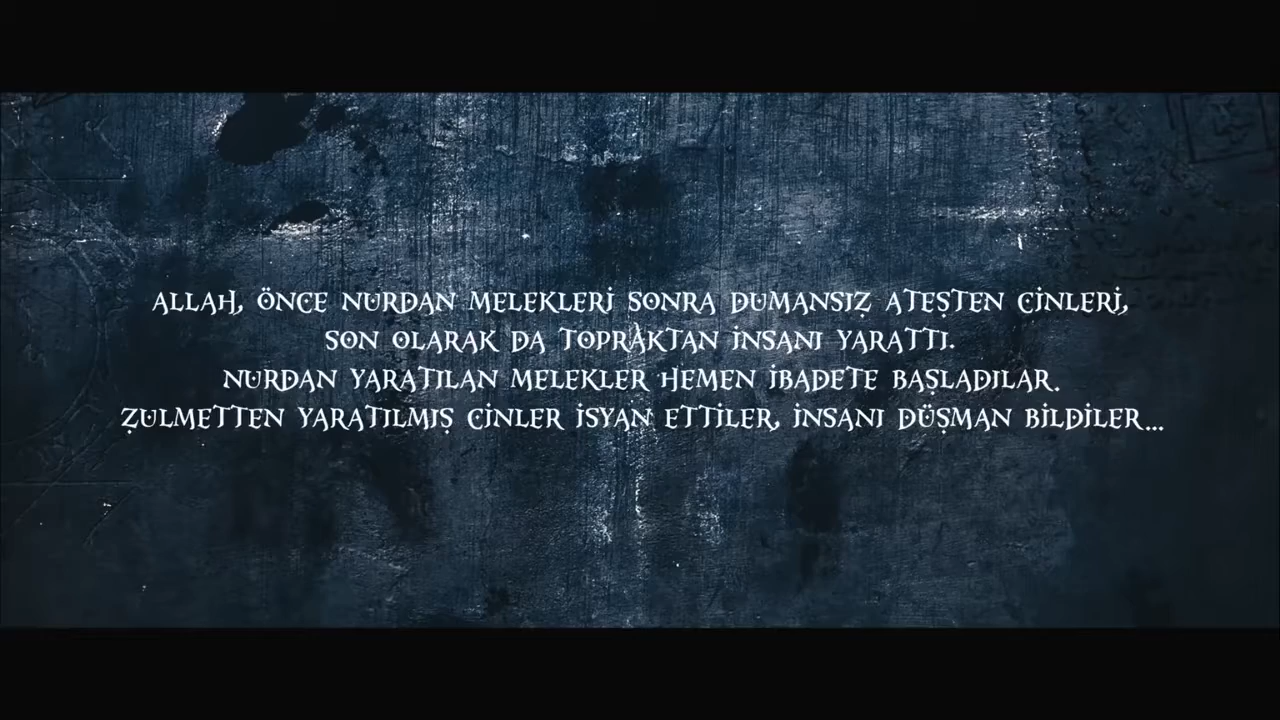 ALLAH, ÖNCE NURDAN MELEKLERİ SONRA DUMANSIZ ATEŞTEN CİNLERİ,
SON OLARAK DA TOPRAKTAN İNSANI YARATTI.
NURDAN YARATILAN MELEKLER HEMEN İBADETE BAŞLADILAR.
ZULMETTEN YARATILMIŞ CİNLER İSYAN ETTİLER, İNSANI DÜŞMAN BİLDİLER...